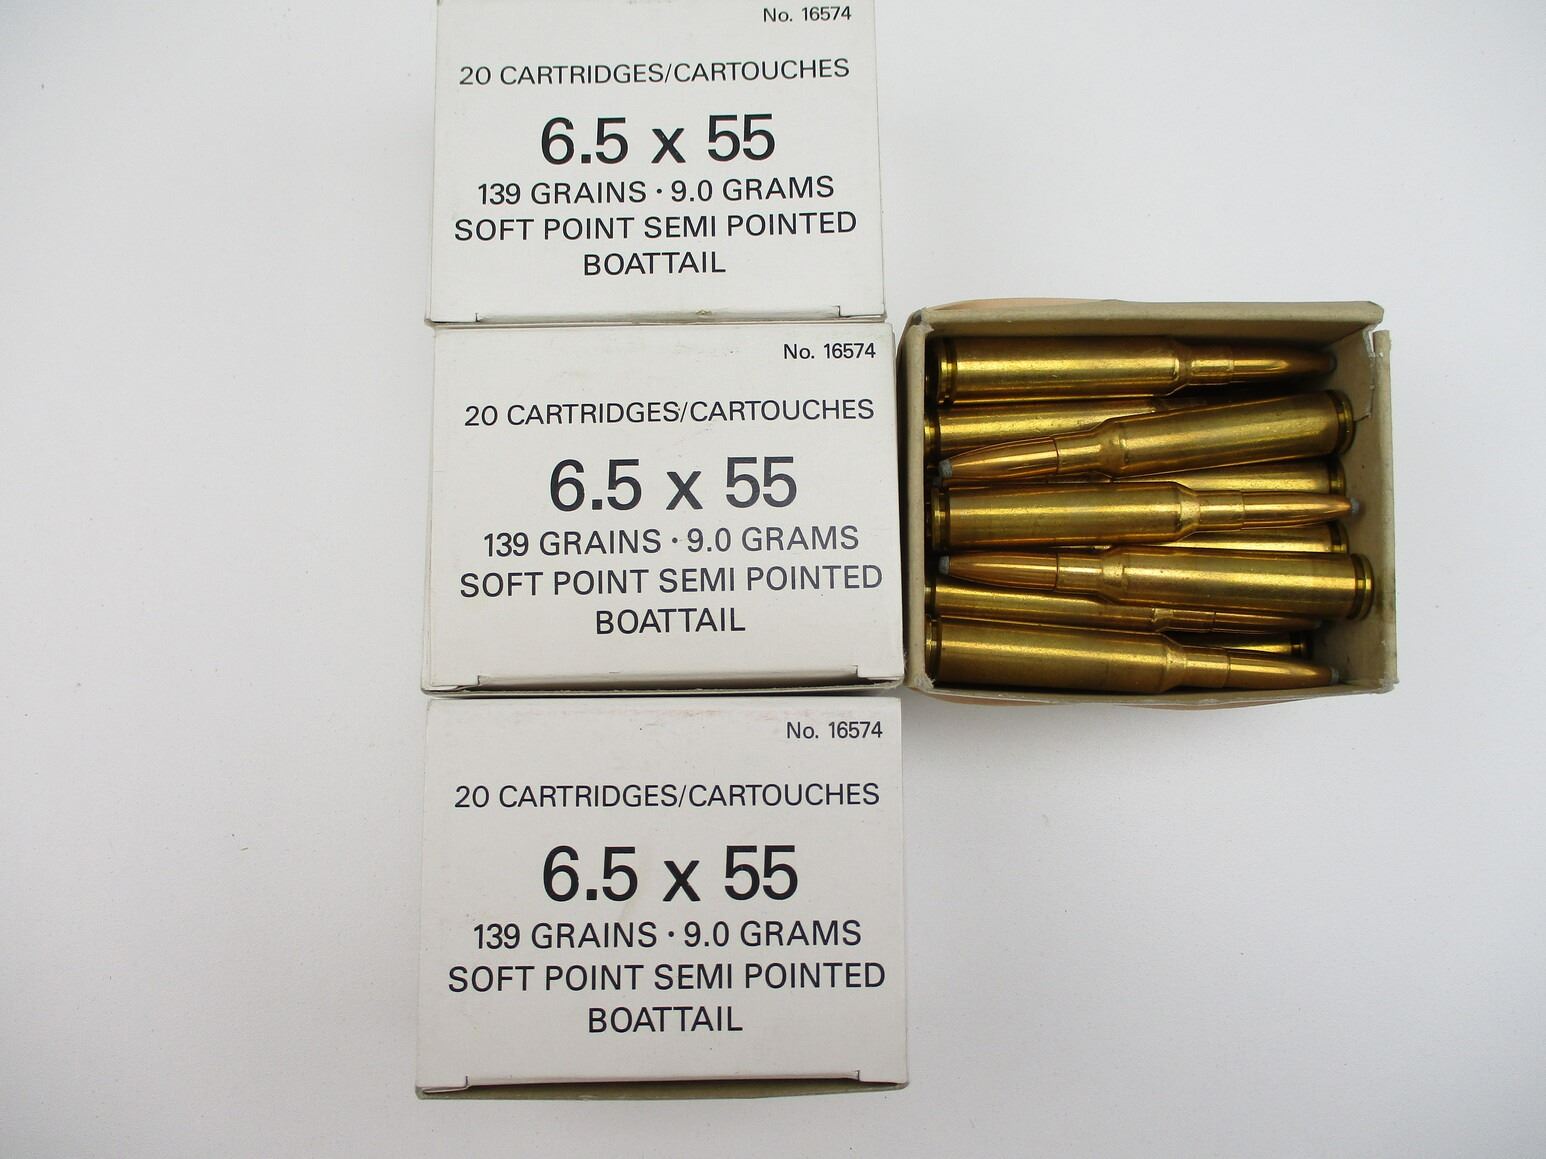 No. 16574
20 CARTRIDGES/CARTOUCHES
6.5 x 55
139 GRAINS · 9.0 GRAMS
SOFT POINT SEMI POINTED
BOATTAIL
No. 16574
20 CARTRIDGES/CARTOUCHES
6.5 x 55
139 GRAINS · 9.0 GRAMS
SOFT POINT SEMI POINTED
BOATTAIL
No. 16574
20 CARTRIDGES/CARTOUCHES
6.5 x 55
139 GRAINS · 9.0 GRAMS
SOFT POINT SEMI POINTED
BOATTAIL